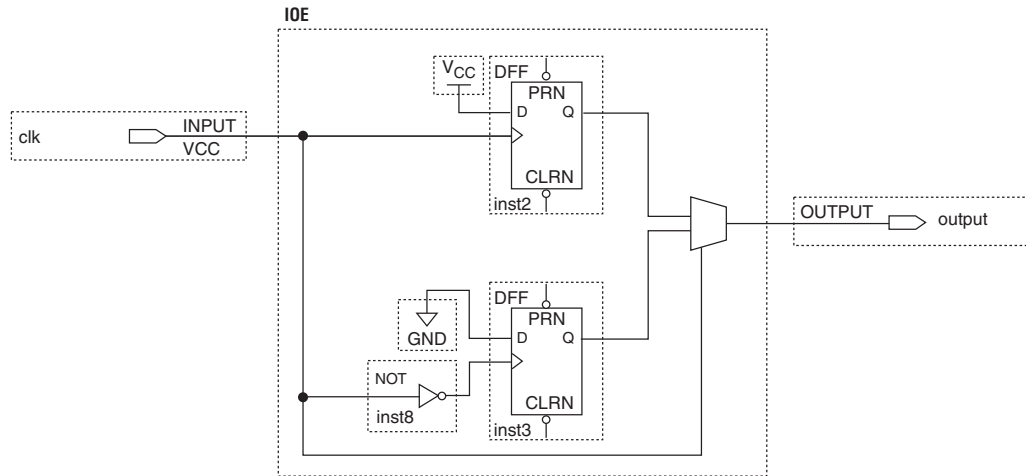 IOE
VCC
DFF
PRN
D Q
CLRN
inst2
clk
INPUT
VCC
OUTPUT
output
GND
DFF
PRN
D Q
CLRN
inst3
NOT
inst8